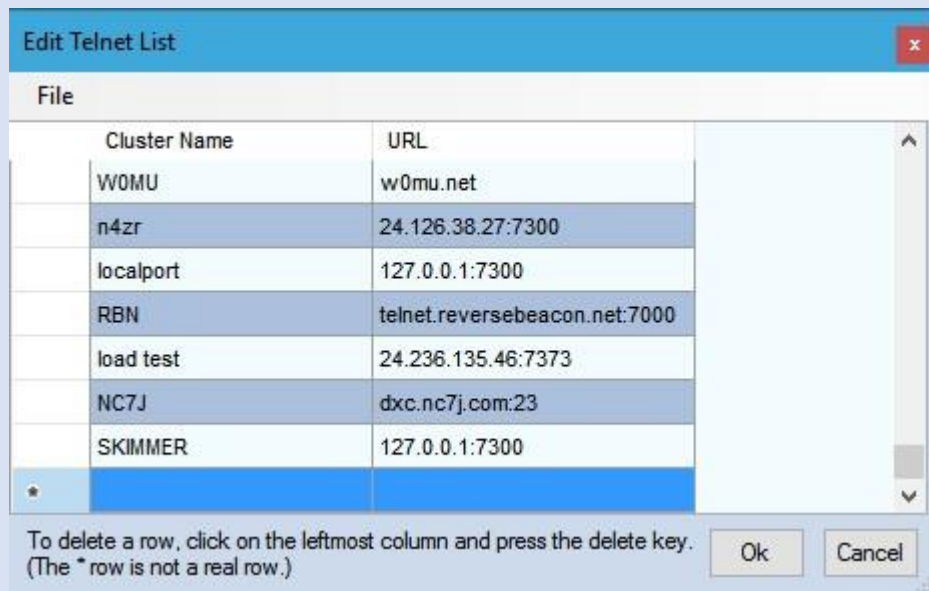 Edit Telnet List
x
File
Cluster Name URL
W0MU w0mu.net
n4zr 24.126.38.27:7300
localport 127.0.0.1:7300
RBN telnet.reversebeacon.net:7000
load test 24.236.135.46:7373
NC7J dxc.nc7j.com:23
SKIMMER 127.0.0.1:7300
*
To delete a row, click on the leftmost column and press the delete key.
(The * row is not a real row.)
Ok Cancel